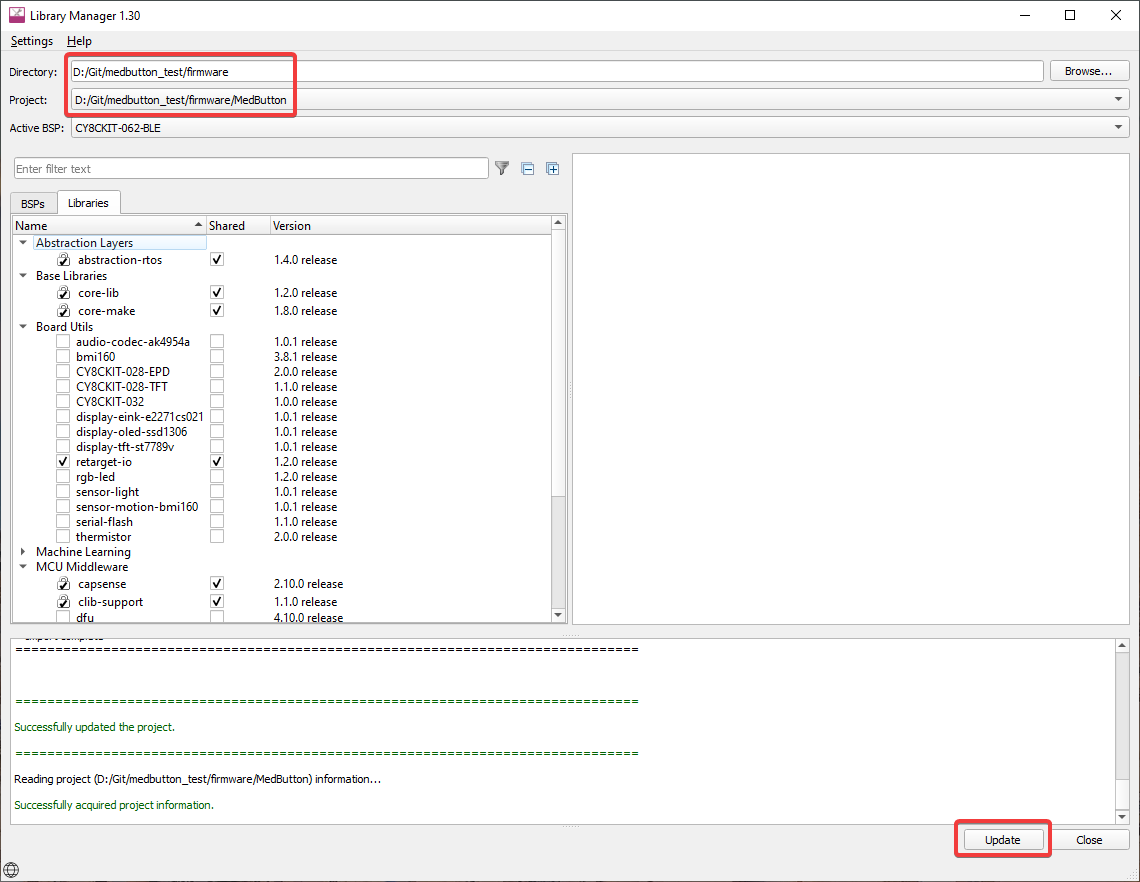 Library Manager 1.30
Settings Help
Directory: D:/Git/medbutton_test/firmware Browse...
Project: D:/Git/medbutton_test/firmware/MedButton
Active BSP: CY8CKIT-062-BLE
Enter filter text
BSPs Libraries
Name Shared Version
Abstraction Layers
abstraction-rtos 1.4.0 release
Base Libraries
core-lib 1.2.0 release
core-make 1.8.0 release
Board Utils
audio-codec-ak4954a 1.0.1 release
bmi160 3.8.1 release
CY8CKIT-028-EPD 2.0.0 release
CY8CKIT-028-TFT 1.1.0 release
CY8CKIT-032 1.0.0 release
display-eink-e2271cs021 1.0.1 release
display-oled-ssd1306 1.0.1 release
display-tft-st7789v 1.0.1 release
retarget-io 1.2.0 release
rgb-led 1.2.0 release
sensor-light 1.0.1 release
sensor-motion-bmi160 1.0.1 release
serial-flash 1.1.0 release
thermistor 2.0.0 release
Machine Learning
MCU Middleware
capsense 2.10.0 release
clib-support 1.1.0 release
dfu 4.10.0 release
==============================================================================
==============================================================================
Successfully updated the project.
==============================================================================
Reading project (D:/Git/medbutton_test/firmware/MedButton) information...
Successfully acquired project information.
Update Close